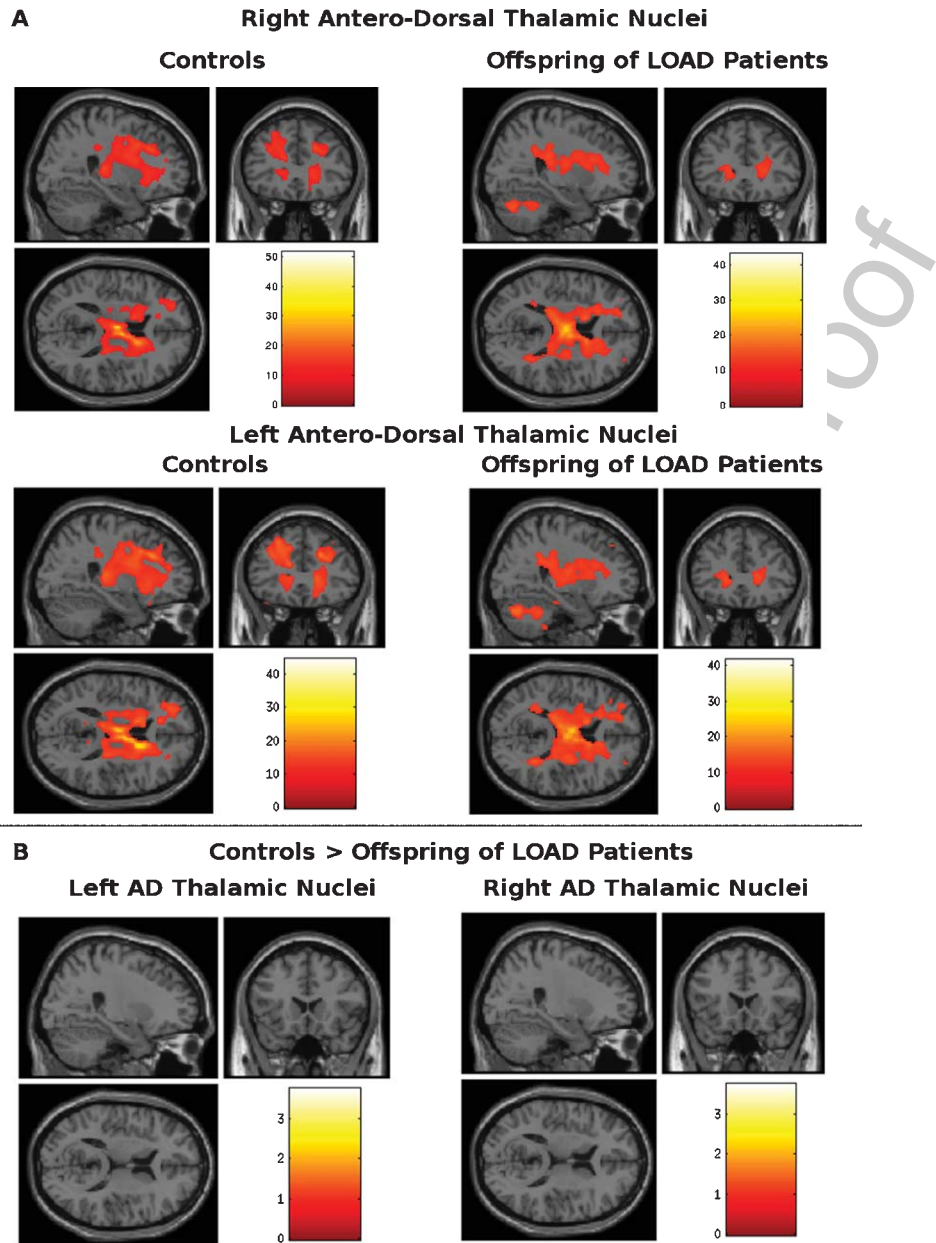 A
Right Antero-Dorsal Thalamic Nuclei
Controls
Offspring of LOAD Patients
50
40
30
20
10
0
40
30
20
10
0
Left Antero-Dorsal Thalamic Nuclei
Controls
Offspring of LOAD Patients
40
30
20
10
0
40
30
20
10
0
B
Controls > Offspring of LOAD Patients
Left AD Thalamic Nuclei
Right AD Thalamic Nuclei
3
2
1
0
3
2
1
0